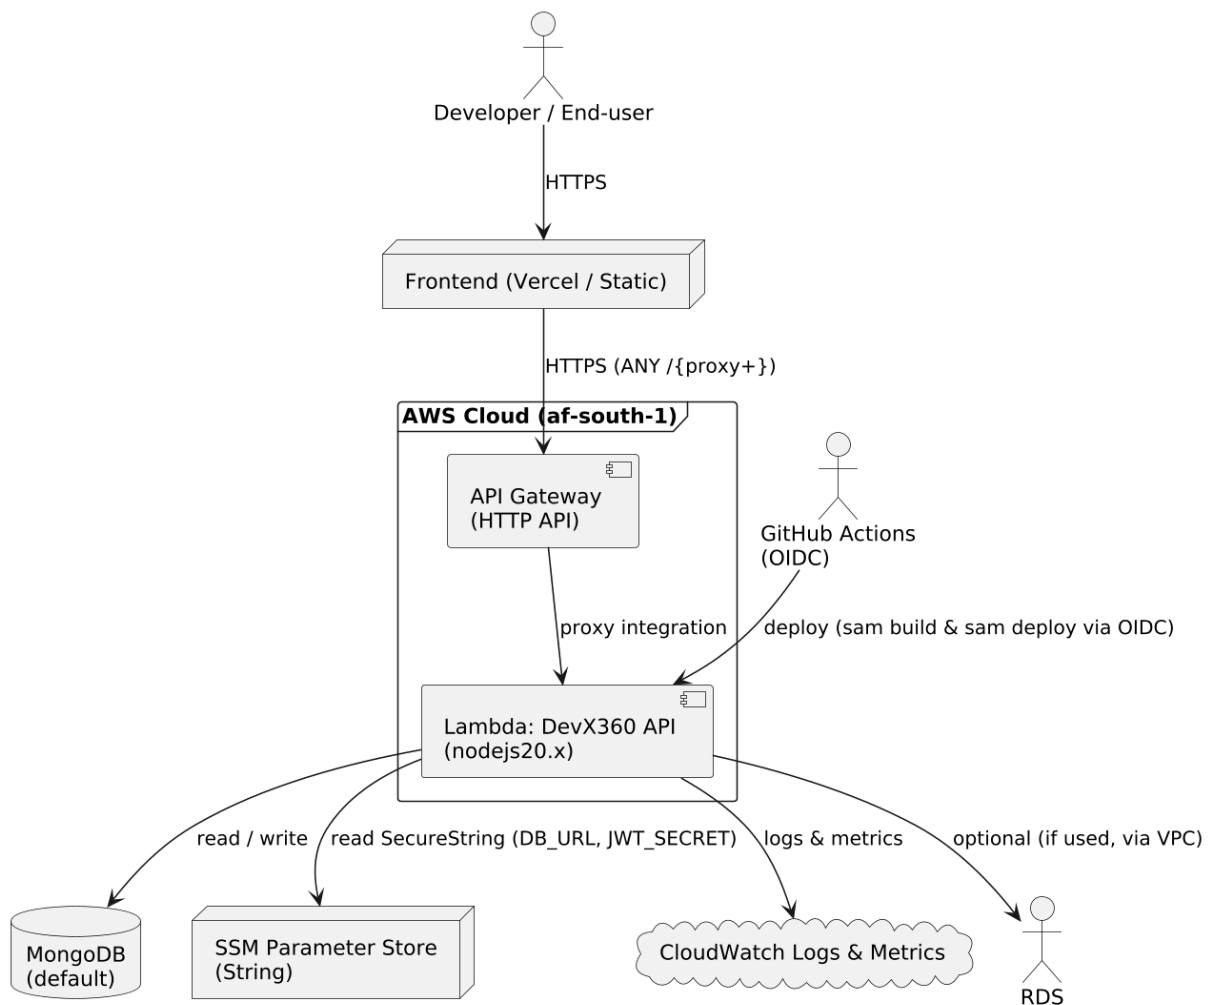 Developer / End-user
HTTPS
Frontend (Vercel / Static)
HTTPS (ANY /{proxy+})
AWS Cloud (af-south-1)
API Gateway
(HTTP API)
GitHub Actions
(OIDC)
proxy integration
deploy (sam build & sam deploy via OIDC)
Lambda: DevX360 API
(nodejs20.x)
read / write
read SecureString (DB_URL, JWT_SECRET)
logs & metrics
optional (if used, via VPC)
MongoDB
(default)
SSM Parameter Store
(String)
CloudWatch Logs & Metrics
RDS